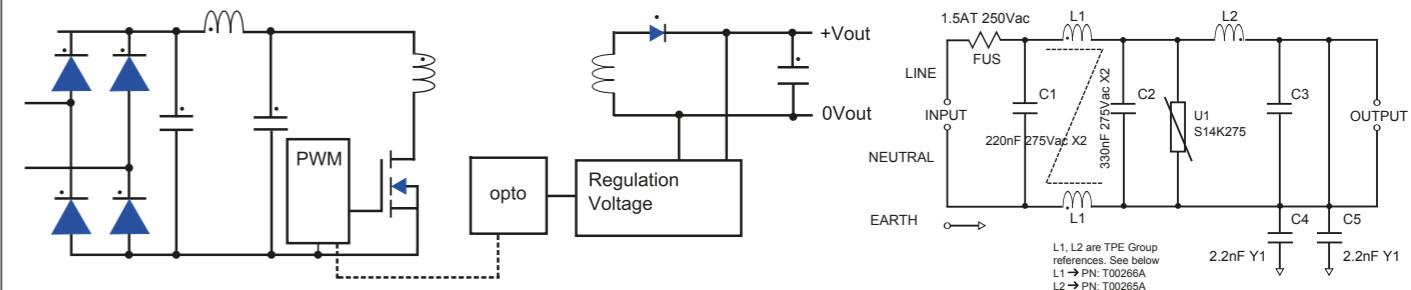 PWM
opto
Regulation
Voltage
+Vout
0Vout
1.5AT 250Vac
FUS
L1
L2
LINE
INPUT
NEUTRAL
EARTH
C1
220nF 275Vac X2
330nF 275Vac X2
C2
U1
S14K275
C3
OUTPUT
L1
C4
C5
2.2nF Y1
2.2nF Y1
L1, L2 are TPE Group
references. See below
L1 → PN: T00266A
L2 → PN: T00265A